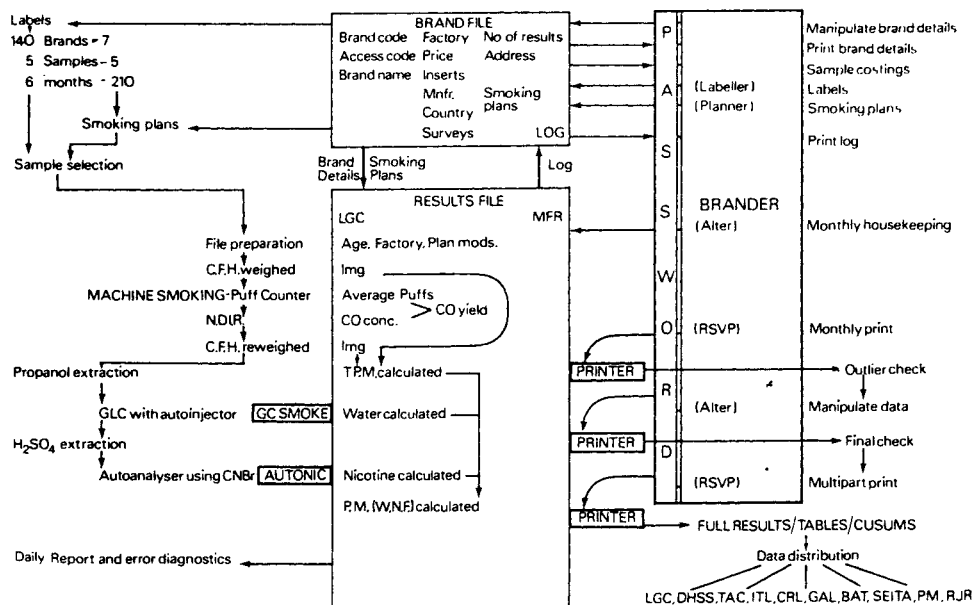 Labels
140 Brands - 7
5 Samples - 5
6 months - 210
Smoking plans
Sample selection
File preparation
C.F.H. weighed
MACHINE SMOKING-Puff Counter
N.D.I.R.
C.F.H. reweighed
Propanol extraction
GLC with autoinjector
GC SMOKE
H2SO4 extraction
Autoanalyser using CNBr
AUTONIC
Daily Report and error diagnostics
BRAND FILE
Brand code Factory No of results
Access code Price Address
Brand name Inserts
Mnfr. Smoking
Country plans
Surveys LOG
Brand Details
Smoking Plans
Log
RESULTS FILE
LGC MFR
Age, Factory, Plan mods.
Img
Average Puffs
CO conc. > CO yield
Img
T.P.M. calculated
Water calculated
Nicotine calculated
P.M. (W.N.F.) calculated
PRINTER
PRINTER
PRINTER
PRINTER
PASSWORD
(Labeller)
(Planner)
BRANDER
(Alter)
(RSVP)
(Alter)
(RSVP)
Manipulate brand details
Print brand details
Sample costings
Labels
Smoking plans
Print log
Monthly housekeeping
Monthly print
Outlier check
Manipulate data
Final check
Multipart print
FULL RESULTS/TABLES/CUSUMS
Data distribution
LGC, DHSS, TAC, ITL, CRL, GAL, BAT, SEITA, PM, RJR